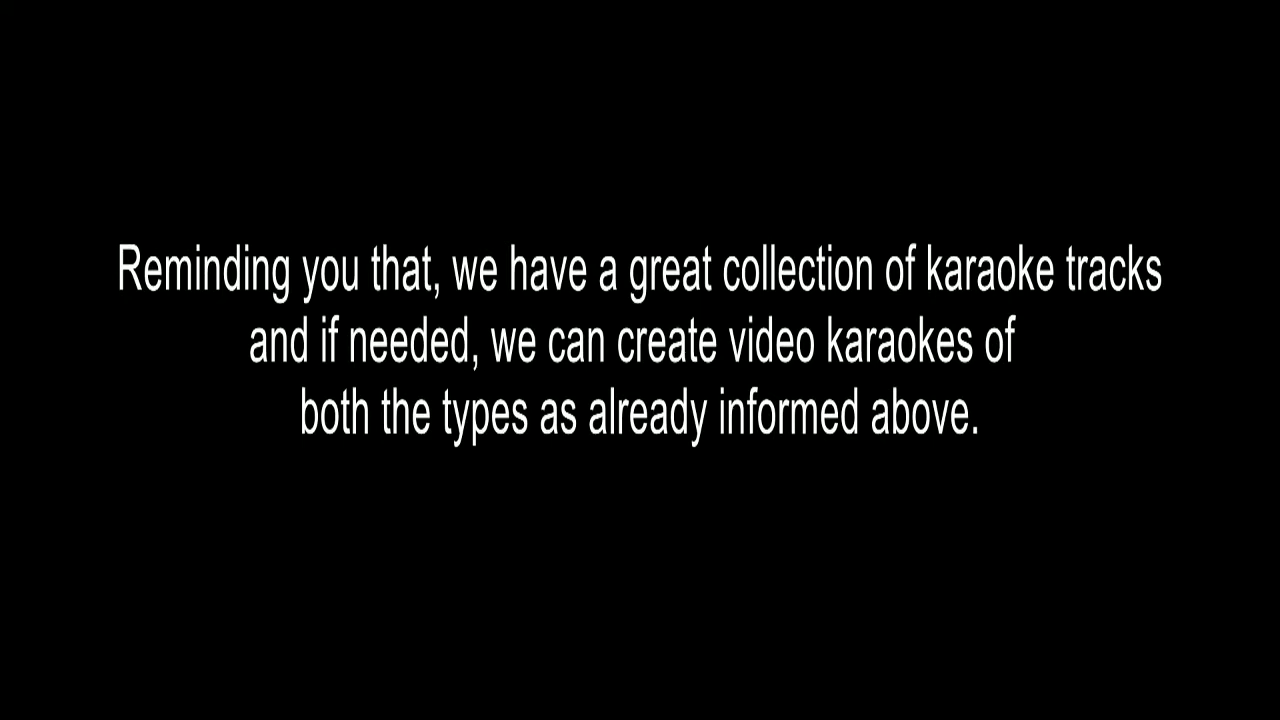 Reminding you that, we have a great collection of karaoke tracks
and if needed, we can create video karaokes of
both the types as already informed above.